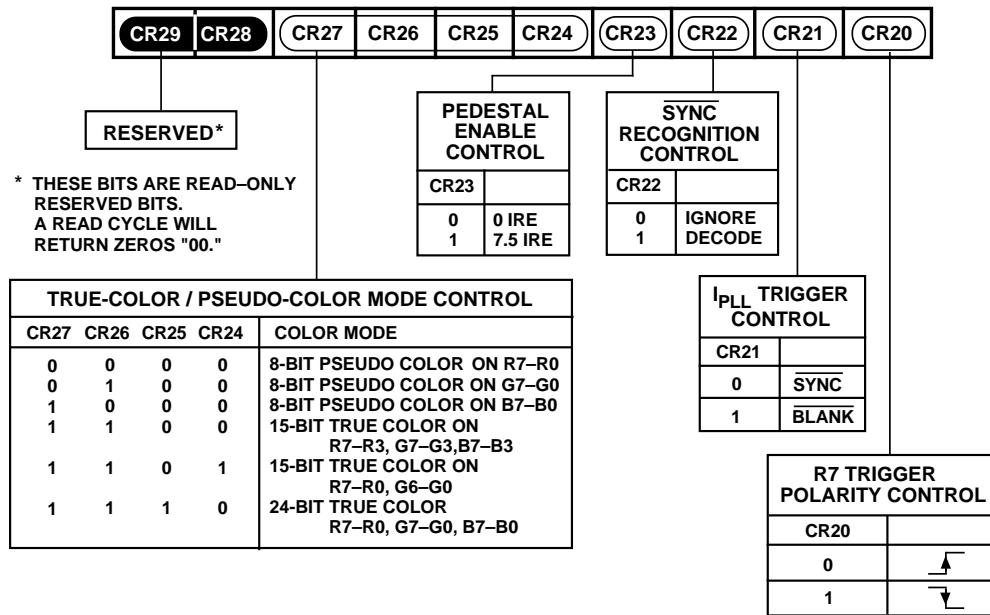 CR29 CR28 CR27 CR26 CR25 CR24 CR23 CR22 CR21 CR20
RESERVED*
* THESE BITS ARE READ–ONLY
RESERVED BITS.
A READ CYCLE WILL
RETURN ZEROS "00."
PEDESTAL
ENABLE
CONTROL
CR23
0 0 IRE
1 7.5 IRE
SYNC
RECOGNITION
CONTROL
CR22
0 IGNORE
1 DECODE
TRUE-COLOR / PSEUDO-COLOR MODE CONTROL
CR27 CR26 CR25 CR24 COLOR MODE
0 0 0 0 8-BIT PSEUDO COLOR ON R7–R0
0 1 0 0 8-BIT PSEUDO COLOR ON G7–G0
1 0 0 0 8-BIT PSEUDO COLOR ON B7–B0
1 1 0 0 15-BIT TRUE COLOR ON
R7–R3, G7–G3,B7–B3
1 1 0 1 15-BIT TRUE COLOR ON
R7–R0, G6–G0
1 1 1 0 24-BIT TRUE COLOR
R7–R0, G7–G0, B7–B0
IPLL TRIGGER
CONTROL
CR21
0 SYNC
1 BLANK
R7 TRIGGER
POLARITY CONTROL
CR20
0
1